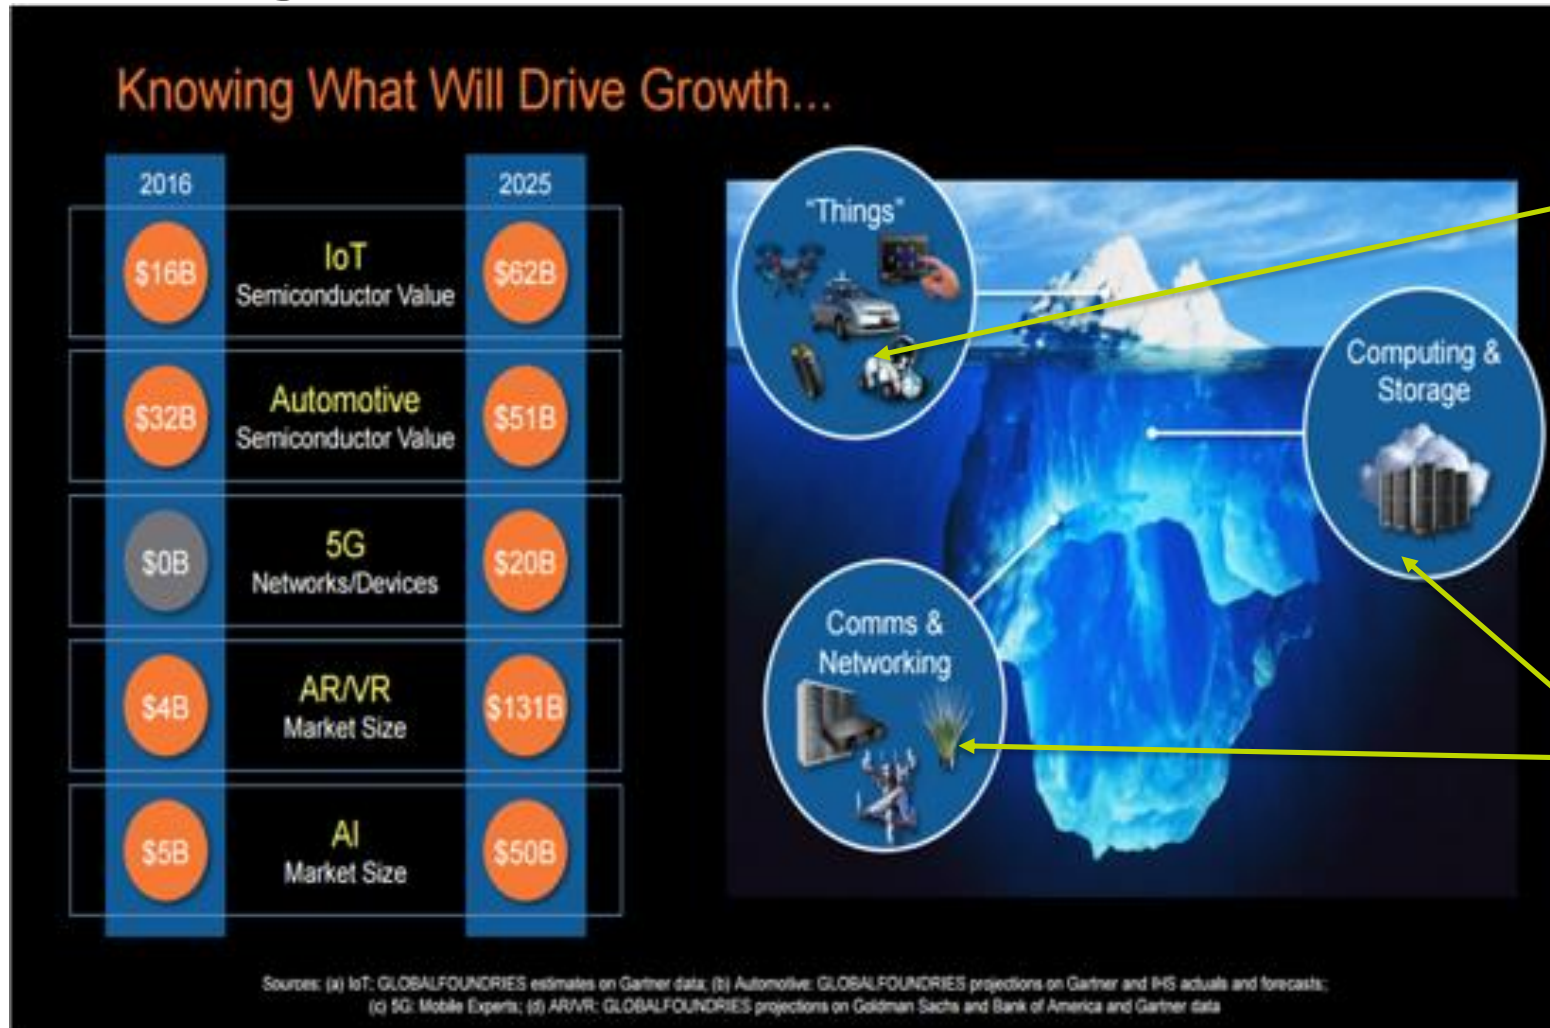 Knowing What Will Drive Growth...
2016
2025
$16B
IoT
Semiconductor Value
$62B
$32B
Automotive
Semiconductor Value
$51B
$0B
5G
Networks/Devices
$20B
$4B
AR/VR
Market Size
$131B
$5B
AI
Market Size
$50B
"Things"
Computing &
Storage
Comms &
Networking
Sources: (a) IoT: GLOBALFOUNDRIES estimates on Gartner data; (b) Automotive: GLOBALFOUNDRIES projections on Gartner and IHS actuals and forecasts;
(c) 5G: Mobile Experts; (d) AR/VR: GLOBALFOUNDRIES projections on Goldman Sachs and Bank of America and Gartner data